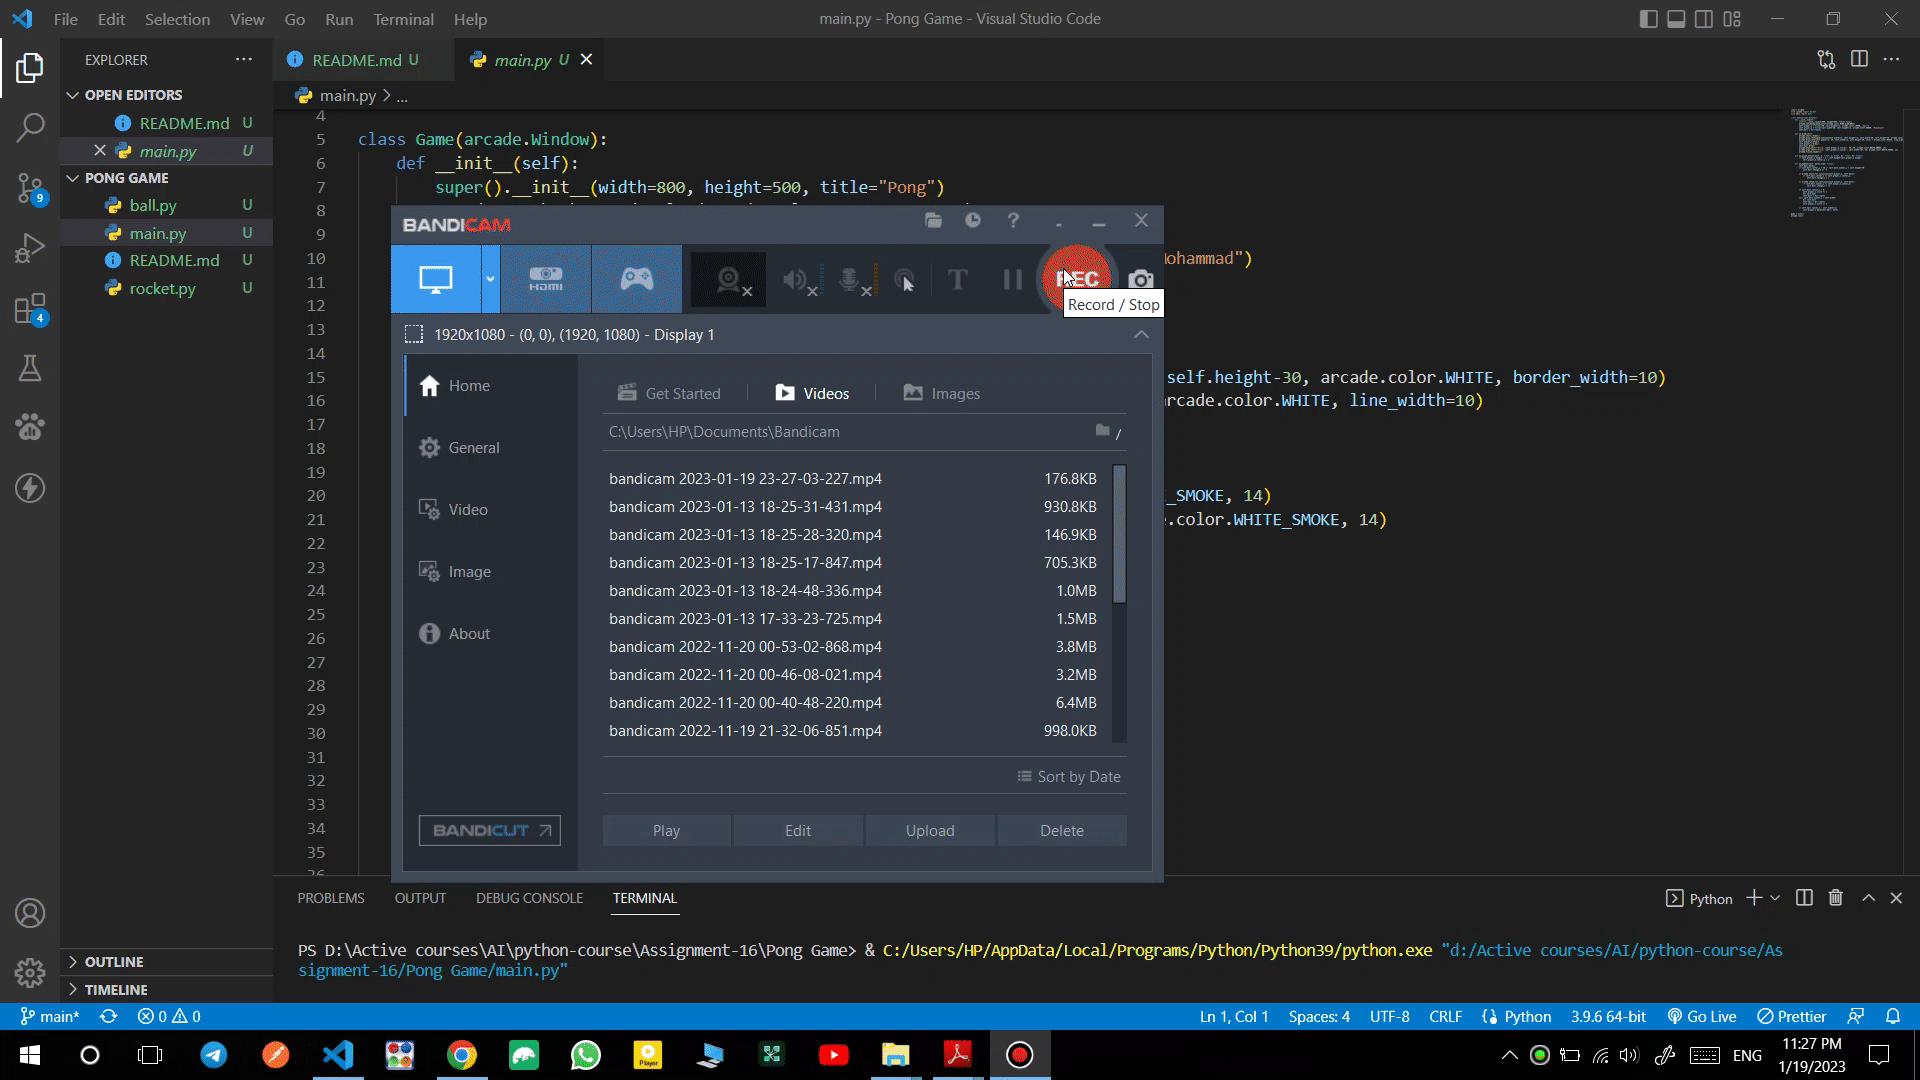 File Edit Selection View Go Run Terminal Help
main.py - Pong Game - Visual Studio Code
EXPLORER
README.md U
main.py U
OPEN EDITORS
README.md U
main.py U
PONG GAME
ball.py U
main.py U
README.md U
rocket.py U
9
4
main.py > ...
4
5 class Game(arcade.Window):
6 def __init__(self):
7 super().__init__(width=800, height=500, title="Pong")
8
9
10 ohammad")
11
12
13
14
15 self.height-30, arcade.color.WHITE, border_width=10)
16 rcade.color.WHITE, line_width=10)
17
18
19
20 _SMOKE, 14)
21 .color.WHITE_SMOKE, 14)
22
23
24
25
26
27
28
29
30
31
32
33
34
35
BANDICAM
HDMI
T
REC
Record / Stop
1920x1080 - (0, 0), (1920, 1080) - Display 1
Home
General
Video
Image
About
BANDICUT
Get Started
Videos
Images
C:\Users\HP\Documents\Bandicam
/
bandicam 2023-01-19 23-27-03-227.mp4 176.8KB
bandicam 2023-01-13 18-25-31-431.mp4 930.8KB
bandicam 2023-01-13 18-25-28-320.mp4 146.9KB
bandicam 2023-01-13 18-25-17-847.mp4 705.3KB
bandicam 2023-01-13 18-24-48-336.mp4 1.0MB
bandicam 2023-01-13 17-33-23-725.mp4 1.5MB
bandicam 2022-11-20 00-53-02-868.mp4 3.8MB
bandicam 2022-11-20 00-46-08-021.mp4 3.2MB
bandicam 2022-11-20 00-40-48-220.mp4 6.4MB
bandicam 2022-11-19 21-32-06-851.mp4 998.0KB
Sort by Date
Play Edit Upload Delete
PROBLEMS OUTPUT DEBUG CONSOLE TERMINAL
Python
PS D:\Active courses\AI\python-course\Assignment-16\Pong Game> & C:/Users/HP/AppData/Local/Programs/Python/Python39/python.exe "d:/Active courses/AI/python-course/As
signment-16/Pong Game/main.py"
OUTLINE
TIMELINE
main* 0 0
Ln 1, Col 1 Spaces: 4 UTF-8 CRLF Python 3.9.6 64-bit Go Live Prettier
Player
ENG
11:27 PM
1/19/2023